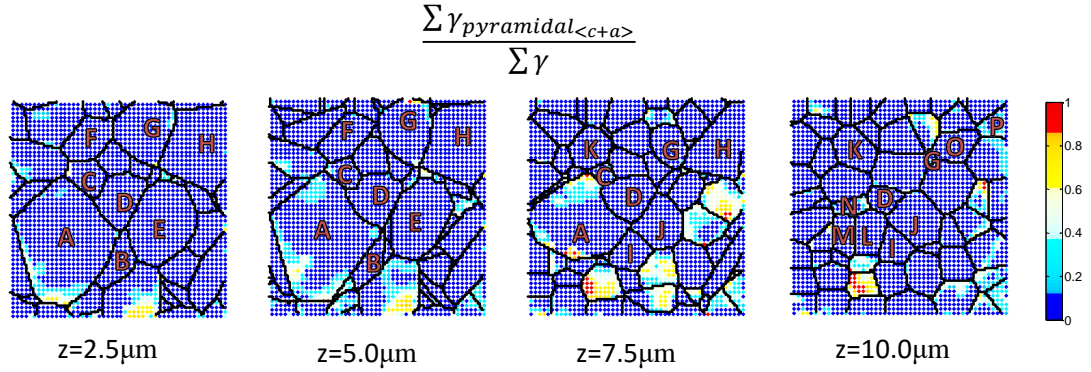 Σγpyramidal<c+a>
Σγ
F G H C D A E B
F G H C D A E B
K G H C D A J I
P K O G N D M L J I
1
0.8
0.6
0.4
0.2
0
z=2.5μm z=5.0μm z=7.5μm z=10.0μm